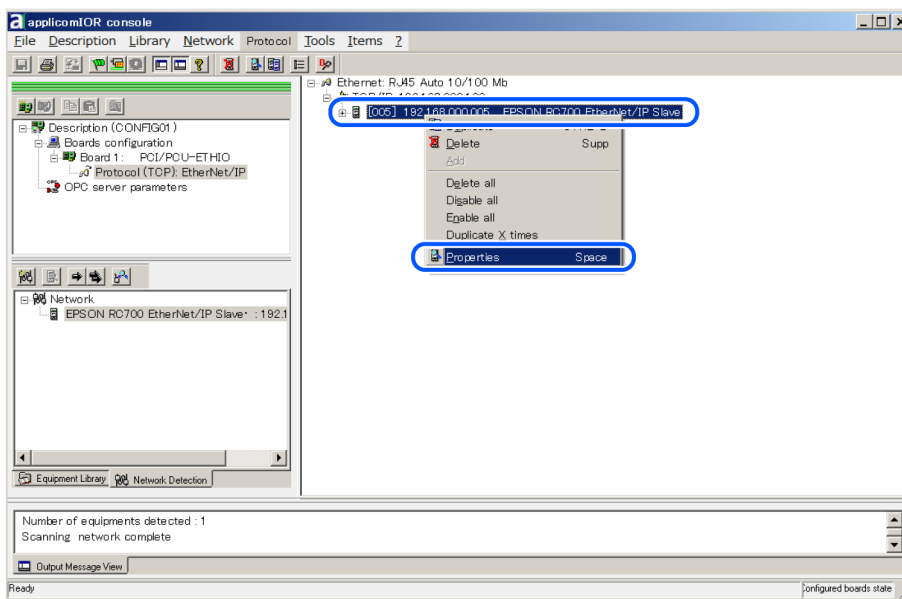 applicomIOR console
File Description Library Network Protocol Tools Items ?
Ethernet: RJ45 Auto 10/100 Mb
[005] 192.168.000.005 EPSON RC700 EtherNet/IP Slave
Delete Supp
Add
Delete all
Disable all
Enable all
Duplicate X times
Properties Space
Description (CONFIG01)
Boards configuration
Board 1: PCI/PCU-ETHIO
Protocol (TCP): EtherNet/IP
OPC server parameters
Network
EPSON RC700 EtherNet/IP Slave : 192.1
Equipment Library Network Detection
Number of equipments detected : 1
Scanning network complete
Output Message View
Ready Configured boards state